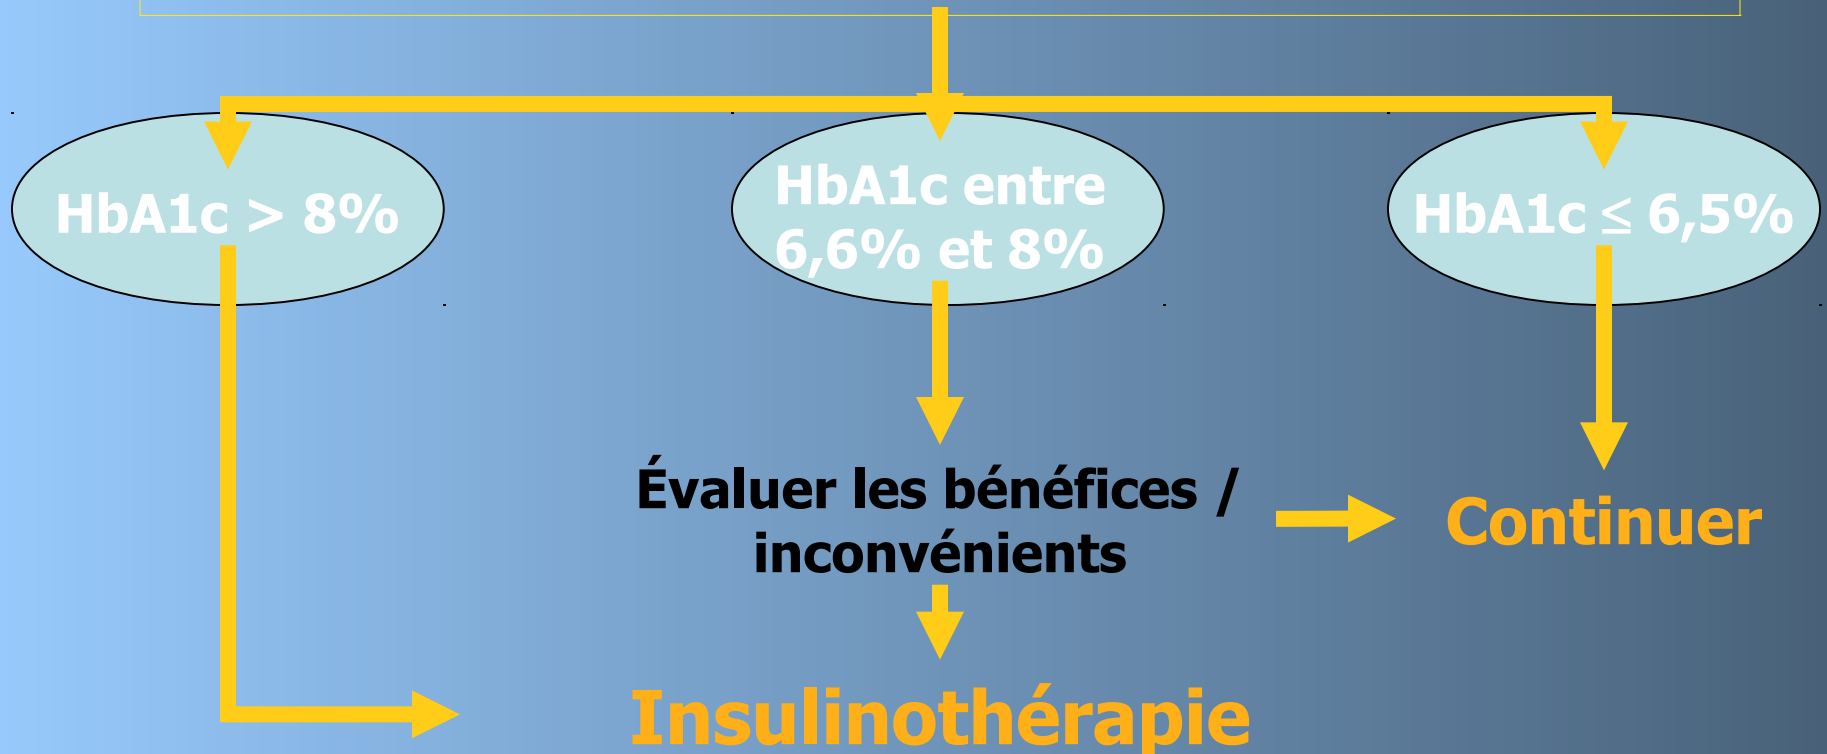 HbA1c > 8%
HbA1c entre
6,6% et 8%
HbA1c ≤ 6,5%
Évaluer les bénéfices /
inconvénients
Continuer
Insulinothérapie